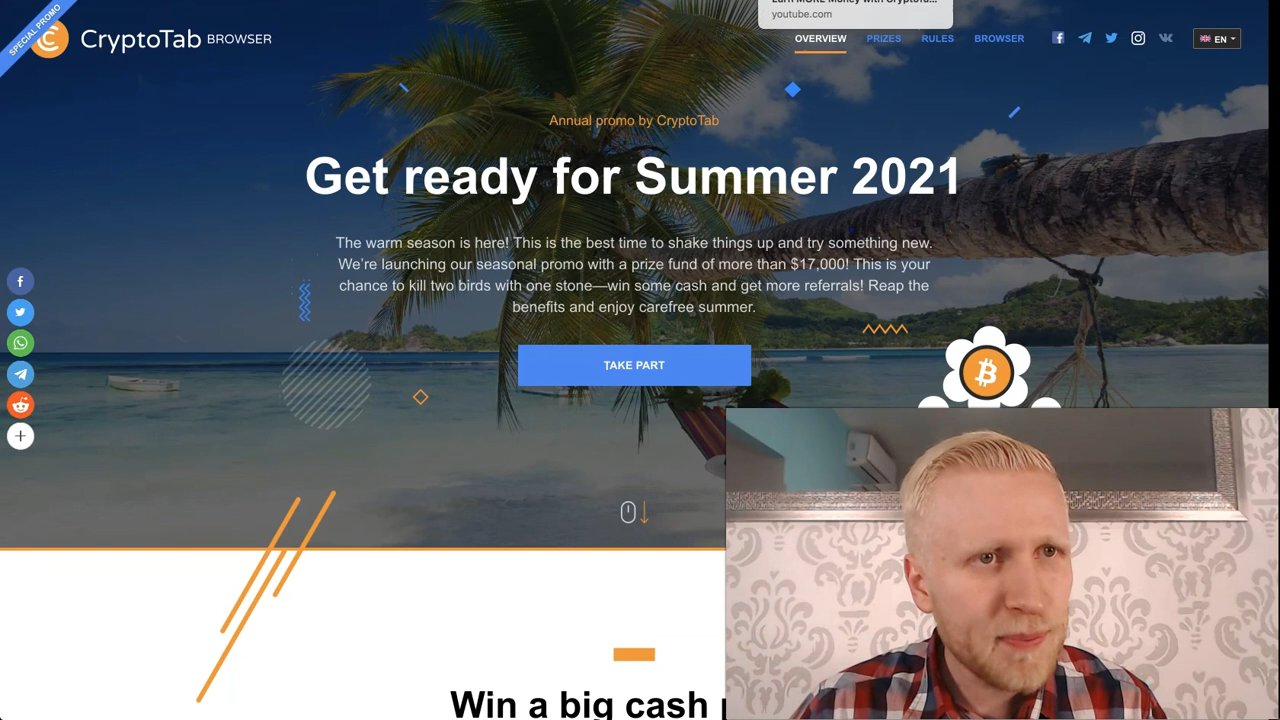 SPECIAL PROMO
youtube.com
CryptoTab BROWSER
OVERVIEW PRIZES RULES BROWSER EN
Annual promo by CryptoTab
Get ready for Summer 2021
The warm season is here! This is the best time to shake things up and try something new.
We’re launching our seasonal promo with a prize fund of more than $17,000! This is your
chance to kill two birds with one stone—win some cash and get more referrals! Reap the
benefits and enjoy carefree summer.
TAKE PART
Win a big cash